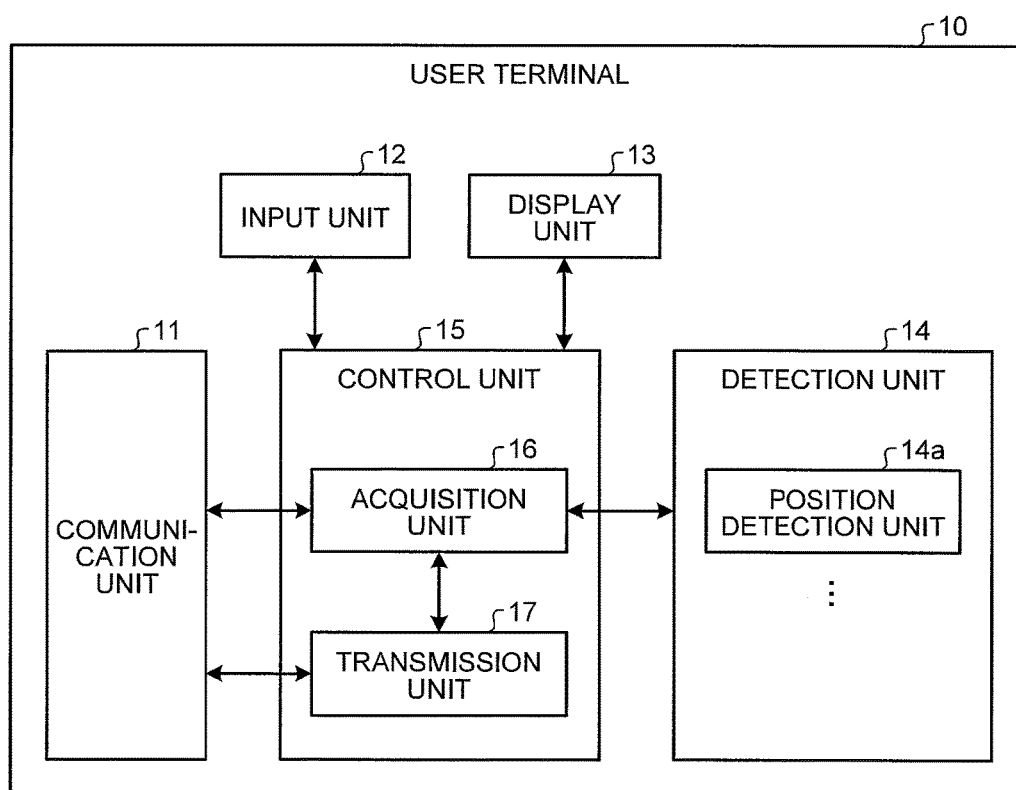 10
USER TERMINAL
12
INPUT UNIT
13
DISPLAY
UNIT
11
COMMUNI-
CATION
UNIT
15
CONTROL UNIT
16
ACQUISITION
UNIT
17
TRANSMISSION
UNIT
14
DETECTION UNIT
14a
POSITION
DETECTION UNIT
⋮